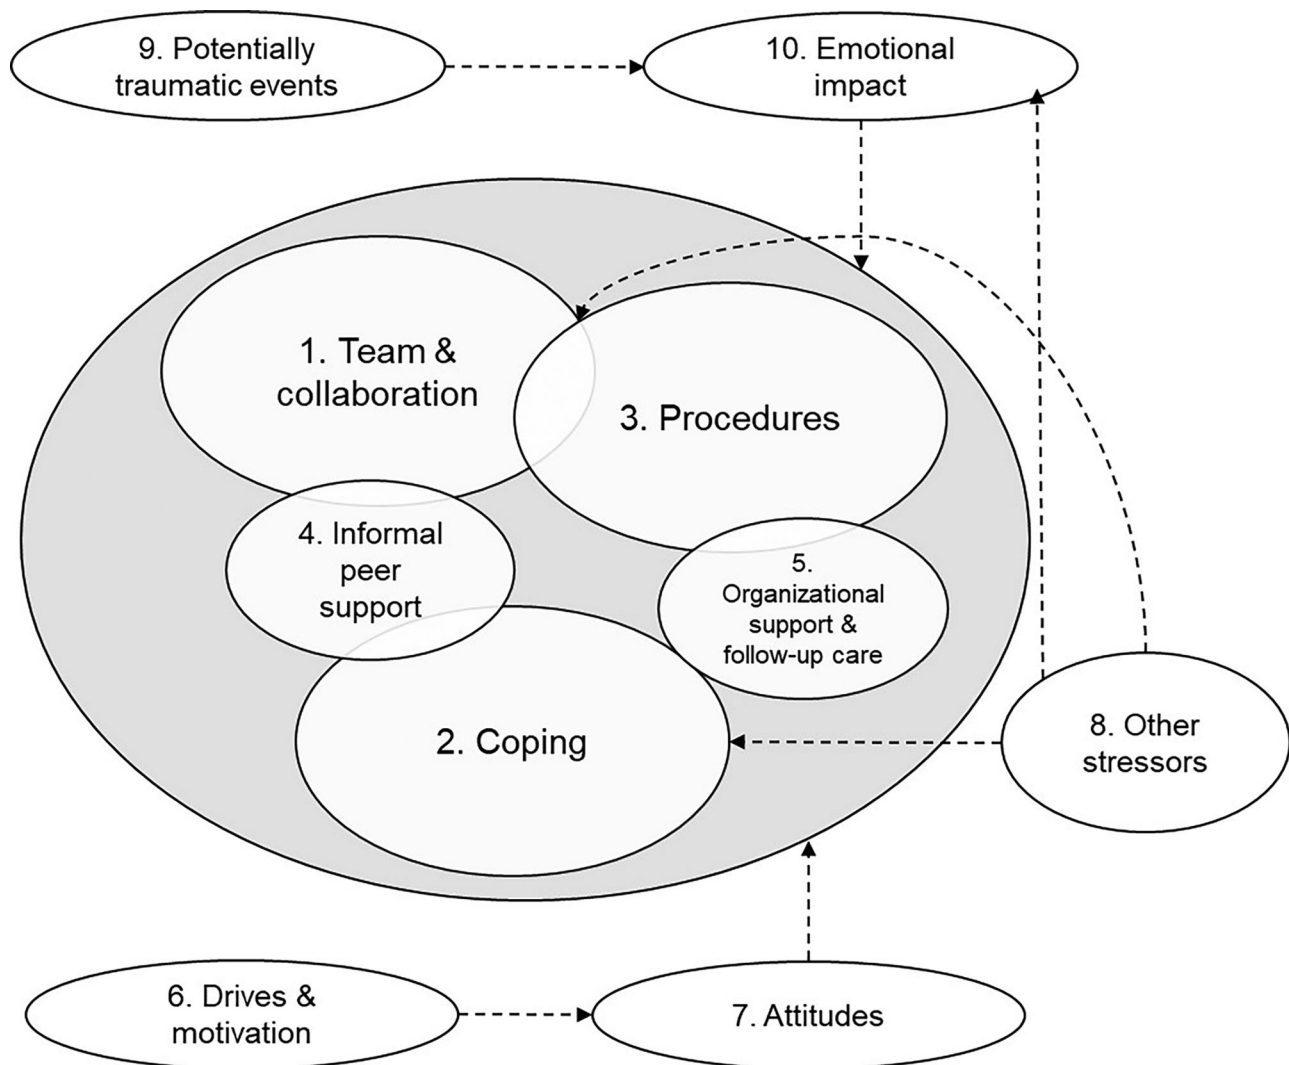 9. Potentially
traumatic events
10. Emotional
impact
1. Team &
collaboration
3. Procedures
4. Informal
peer
support
5.
Organizational
support &
follow-up care
2. Coping
8. Other
stressors
6. Drives &
motivation
7. Attitudes